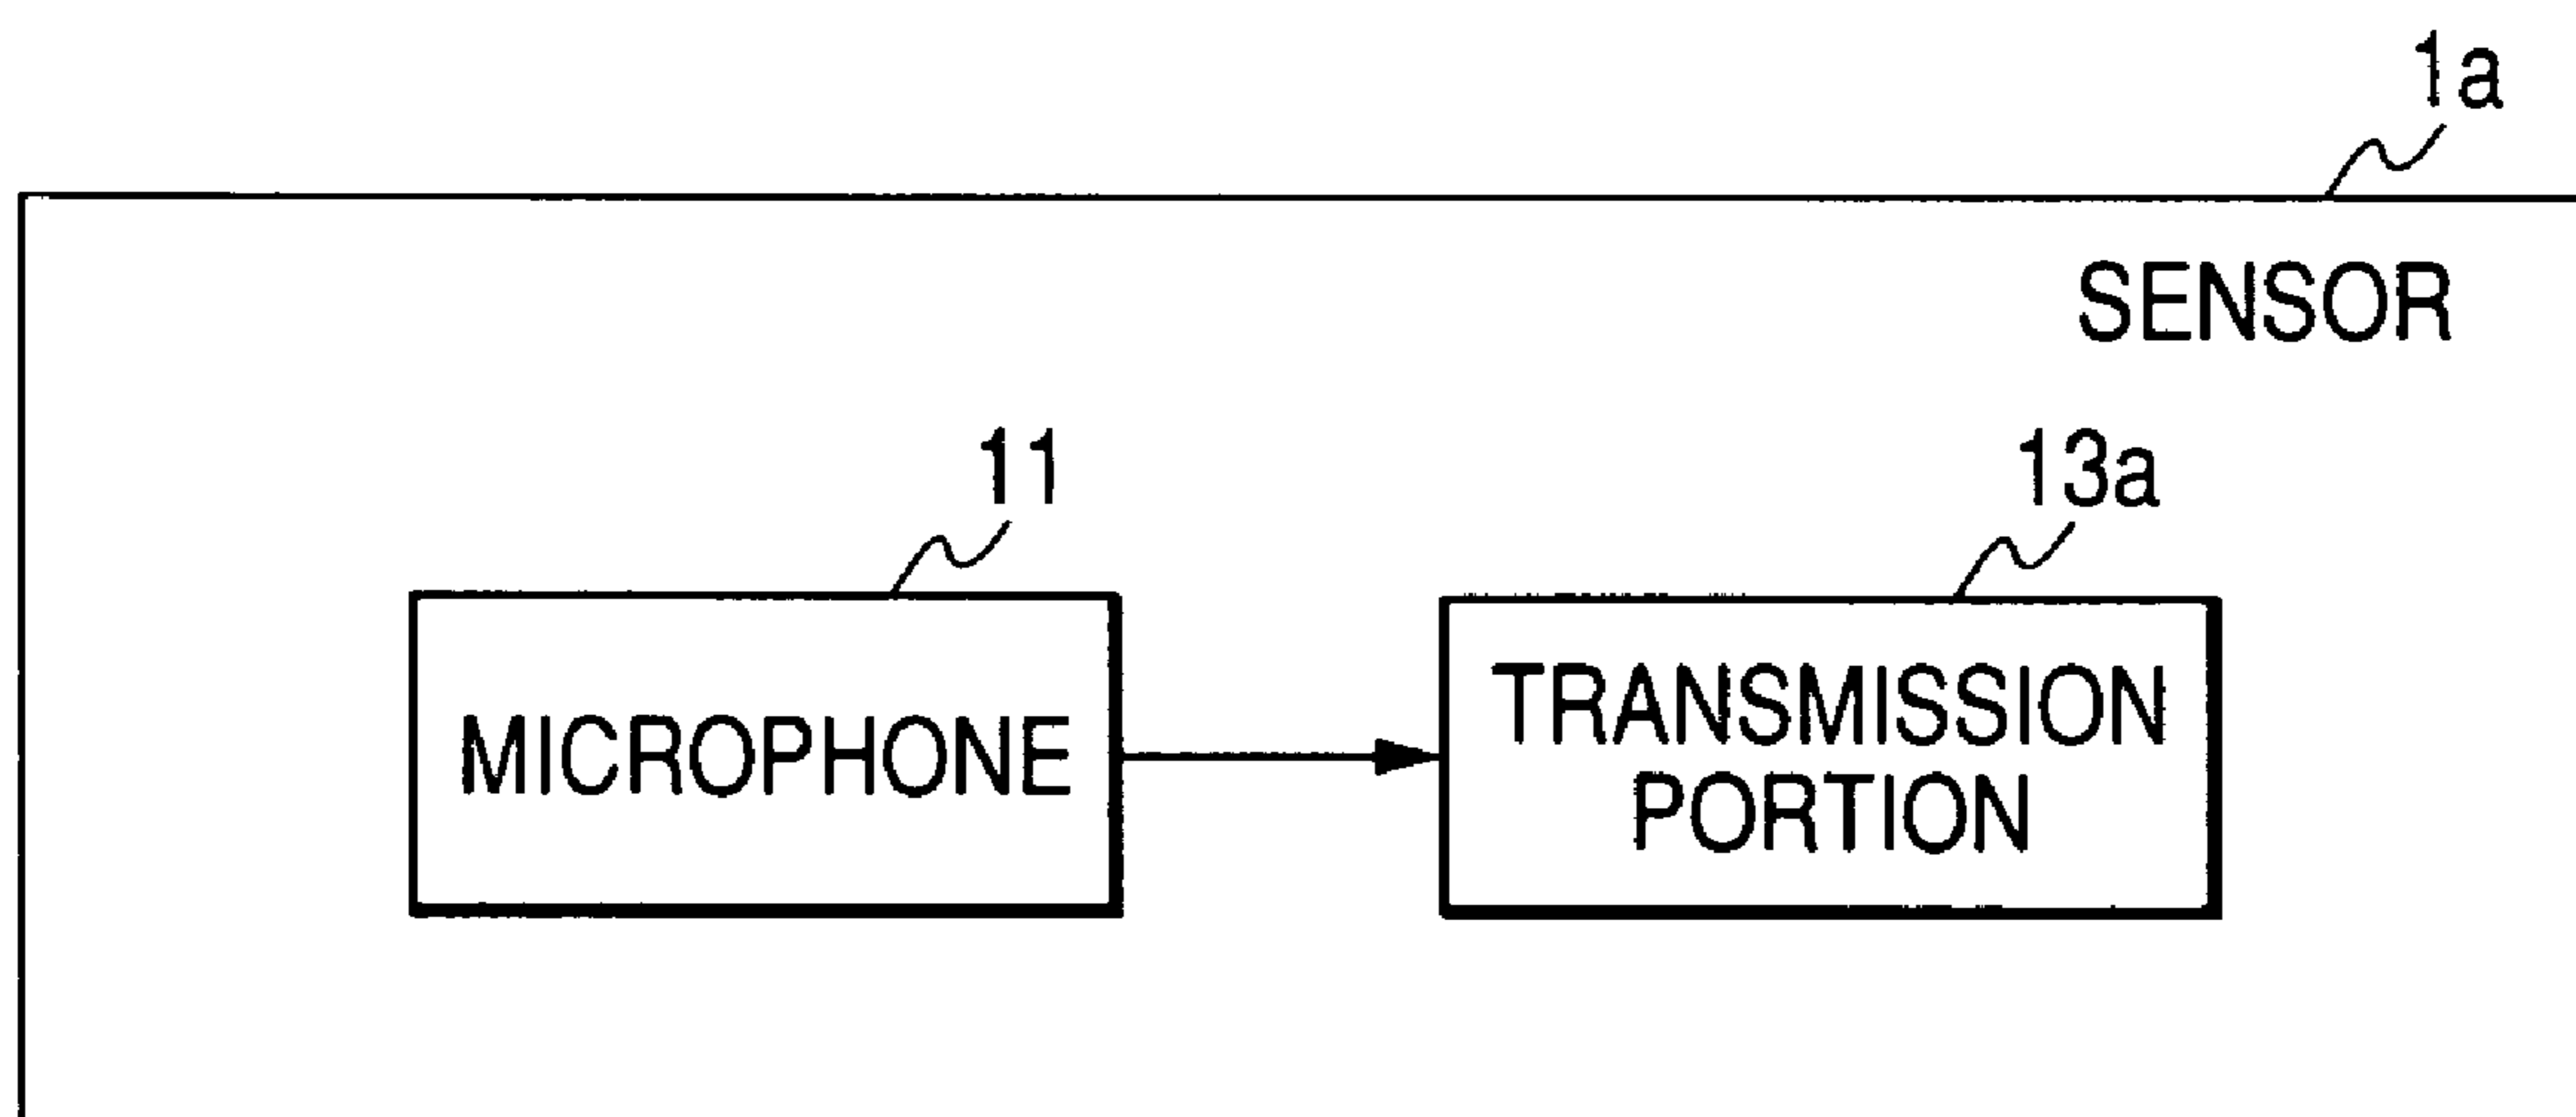 1a
SENSOR
11
13a
MICROPHONE
TRANSMISSION
PORTION